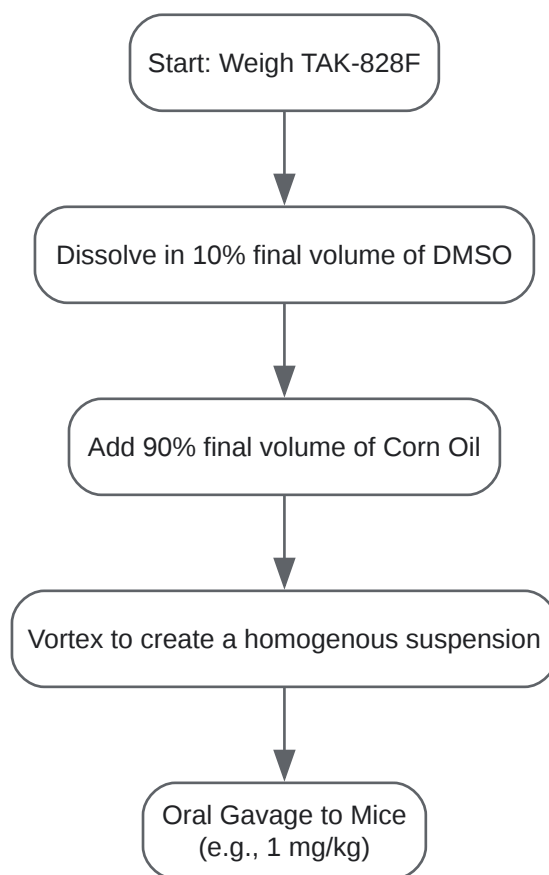 Start: Weigh TAK-828F
Dissolve in 10% final volume of DMSO
Add 90% final volume of Corn Oil
Vortex to create a homogenous suspension
Oral Gavage to Mice
(e.g., 1 mg/kg)